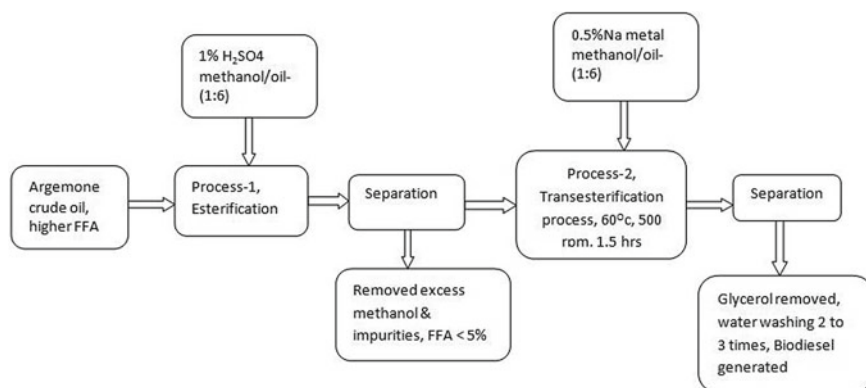 1% H₂SO4
methanol/oil-
(1:6)
0.5%Na metal
methanol/oil-
(1:6)
Argemone
crude oil,
higher FFA
Process-1,
Esterification
Separation
Process-2,
Transesterification
process, 60⁰c, 500
rpm. 1.5 hrs
Separation
Removed excess
methanol &
impurities, FFA < 5%
Glycerol removed,
water washing 2 to
3 times, Biodiesel
generated